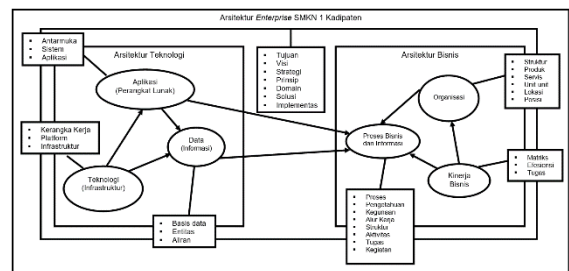 Arsitektur Enterprise SMKN 1 Kadipaten
Antarmuka
Sistem
Aplikasi
Arsitektur Teknologi
Aplikasi
(Perangkat Lunak)
Kerangka Kerja
Platform
Infrastruktur
Teknologi
(Infrastruktur)
Data
(Informasi)
Basis data
Entitas
Aliran
Tujuan
Visi
Strategi
Prinsip
Domain
Solusi
Implementas
Arsitektur Bisnis
Organisasi
Proses Bisnis
dan Informasi
Kinerja
Bisnis
Struktur
Produk
Servis
Unit unit
Lokasi
Posisi
Matriks
Tugas
Proses
Pengetahuan
Kegunaan
Alur Kerja
Struktur
Aktivitas
Tugas
Kegiatan